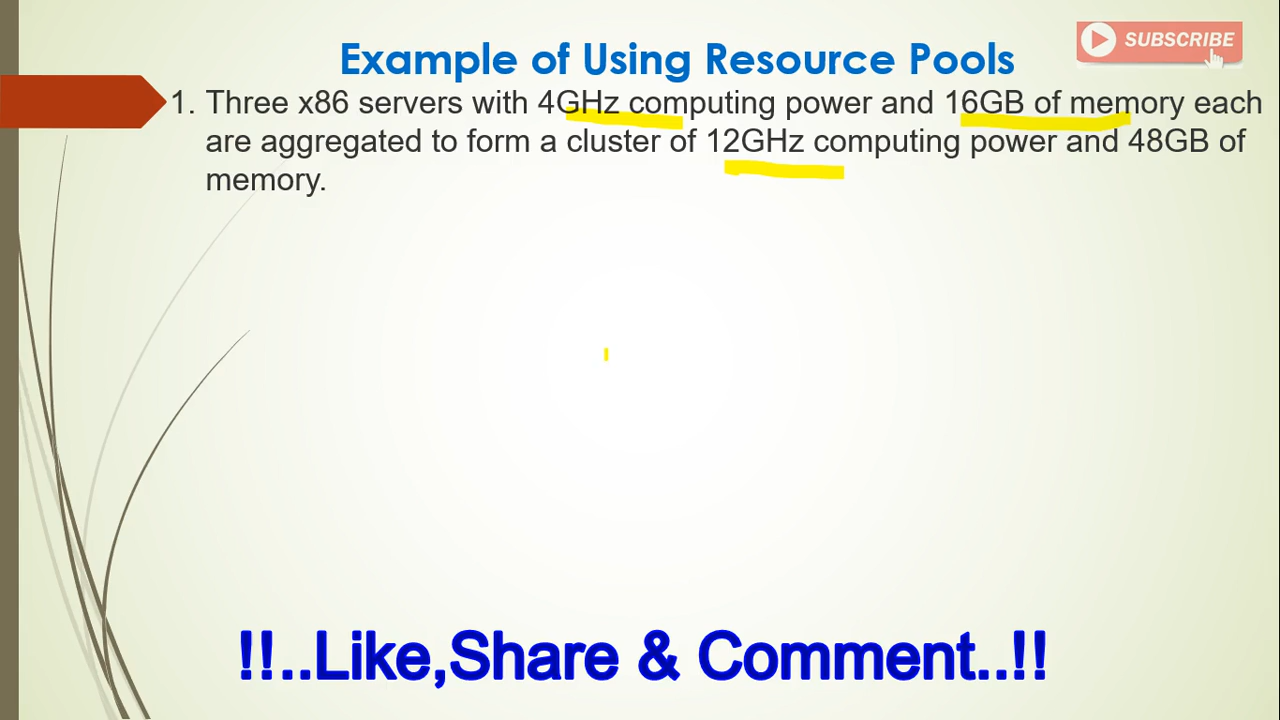 SUBSCRIBE
Example of Using Resource Pools
1. Three x86 servers with 4GHz computing power and 16GB of memory each
are aggregated to form a cluster of 12GHz computing power and 48GB of
memory.
!!..Like,Share & Comment..!!